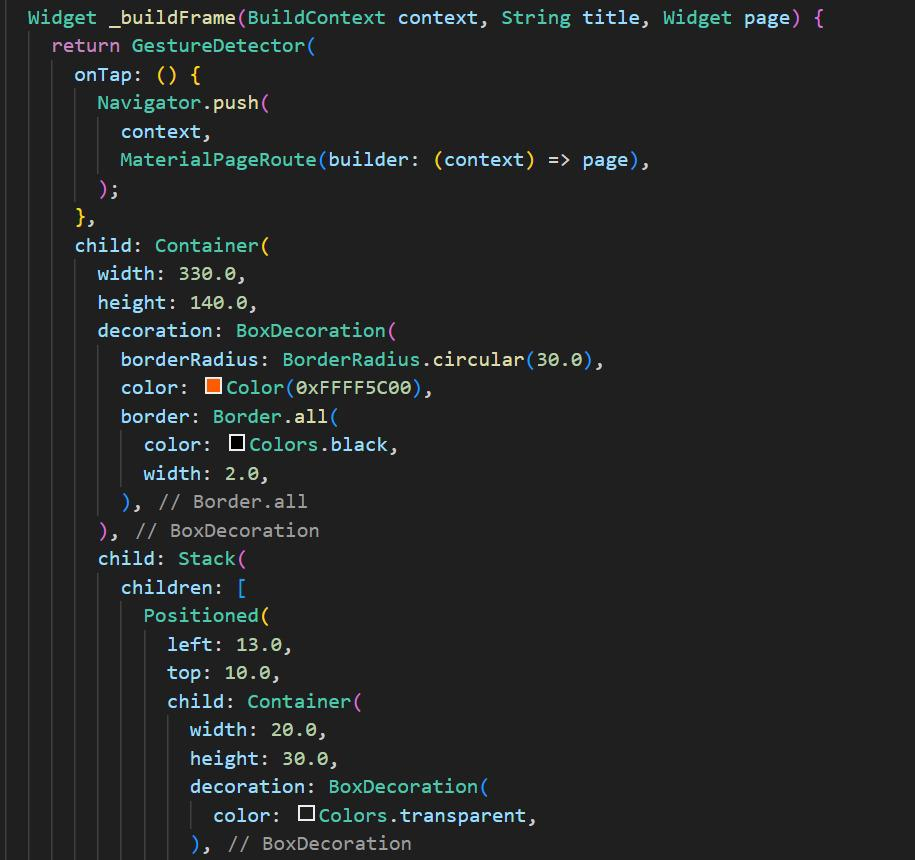 Widget _buildFrame(BuildContext context, String title, Widget page) {
return GestureDetector(
onTap: () {
Navigator.push(
context,
MaterialPageRoute(builder: (context) => page),
);
},
child: Container(
width: 330.0,
height: 140.0,
decoration: BoxDecoration(
borderRadius: BorderRadius.circular(30.0),
color: Color(0xFFFF5C00),
border: Border.all(
color: Colors.black,
width: 2.0,
), // Border.all
), // BoxDecoration
child: Stack(
children: [
Positioned(
left: 13.0,
top: 10.0,
child: Container(
width: 20.0,
height: 30.0,
decoration: BoxDecoration(
color: Colors.transparent,
), // BoxDecoration